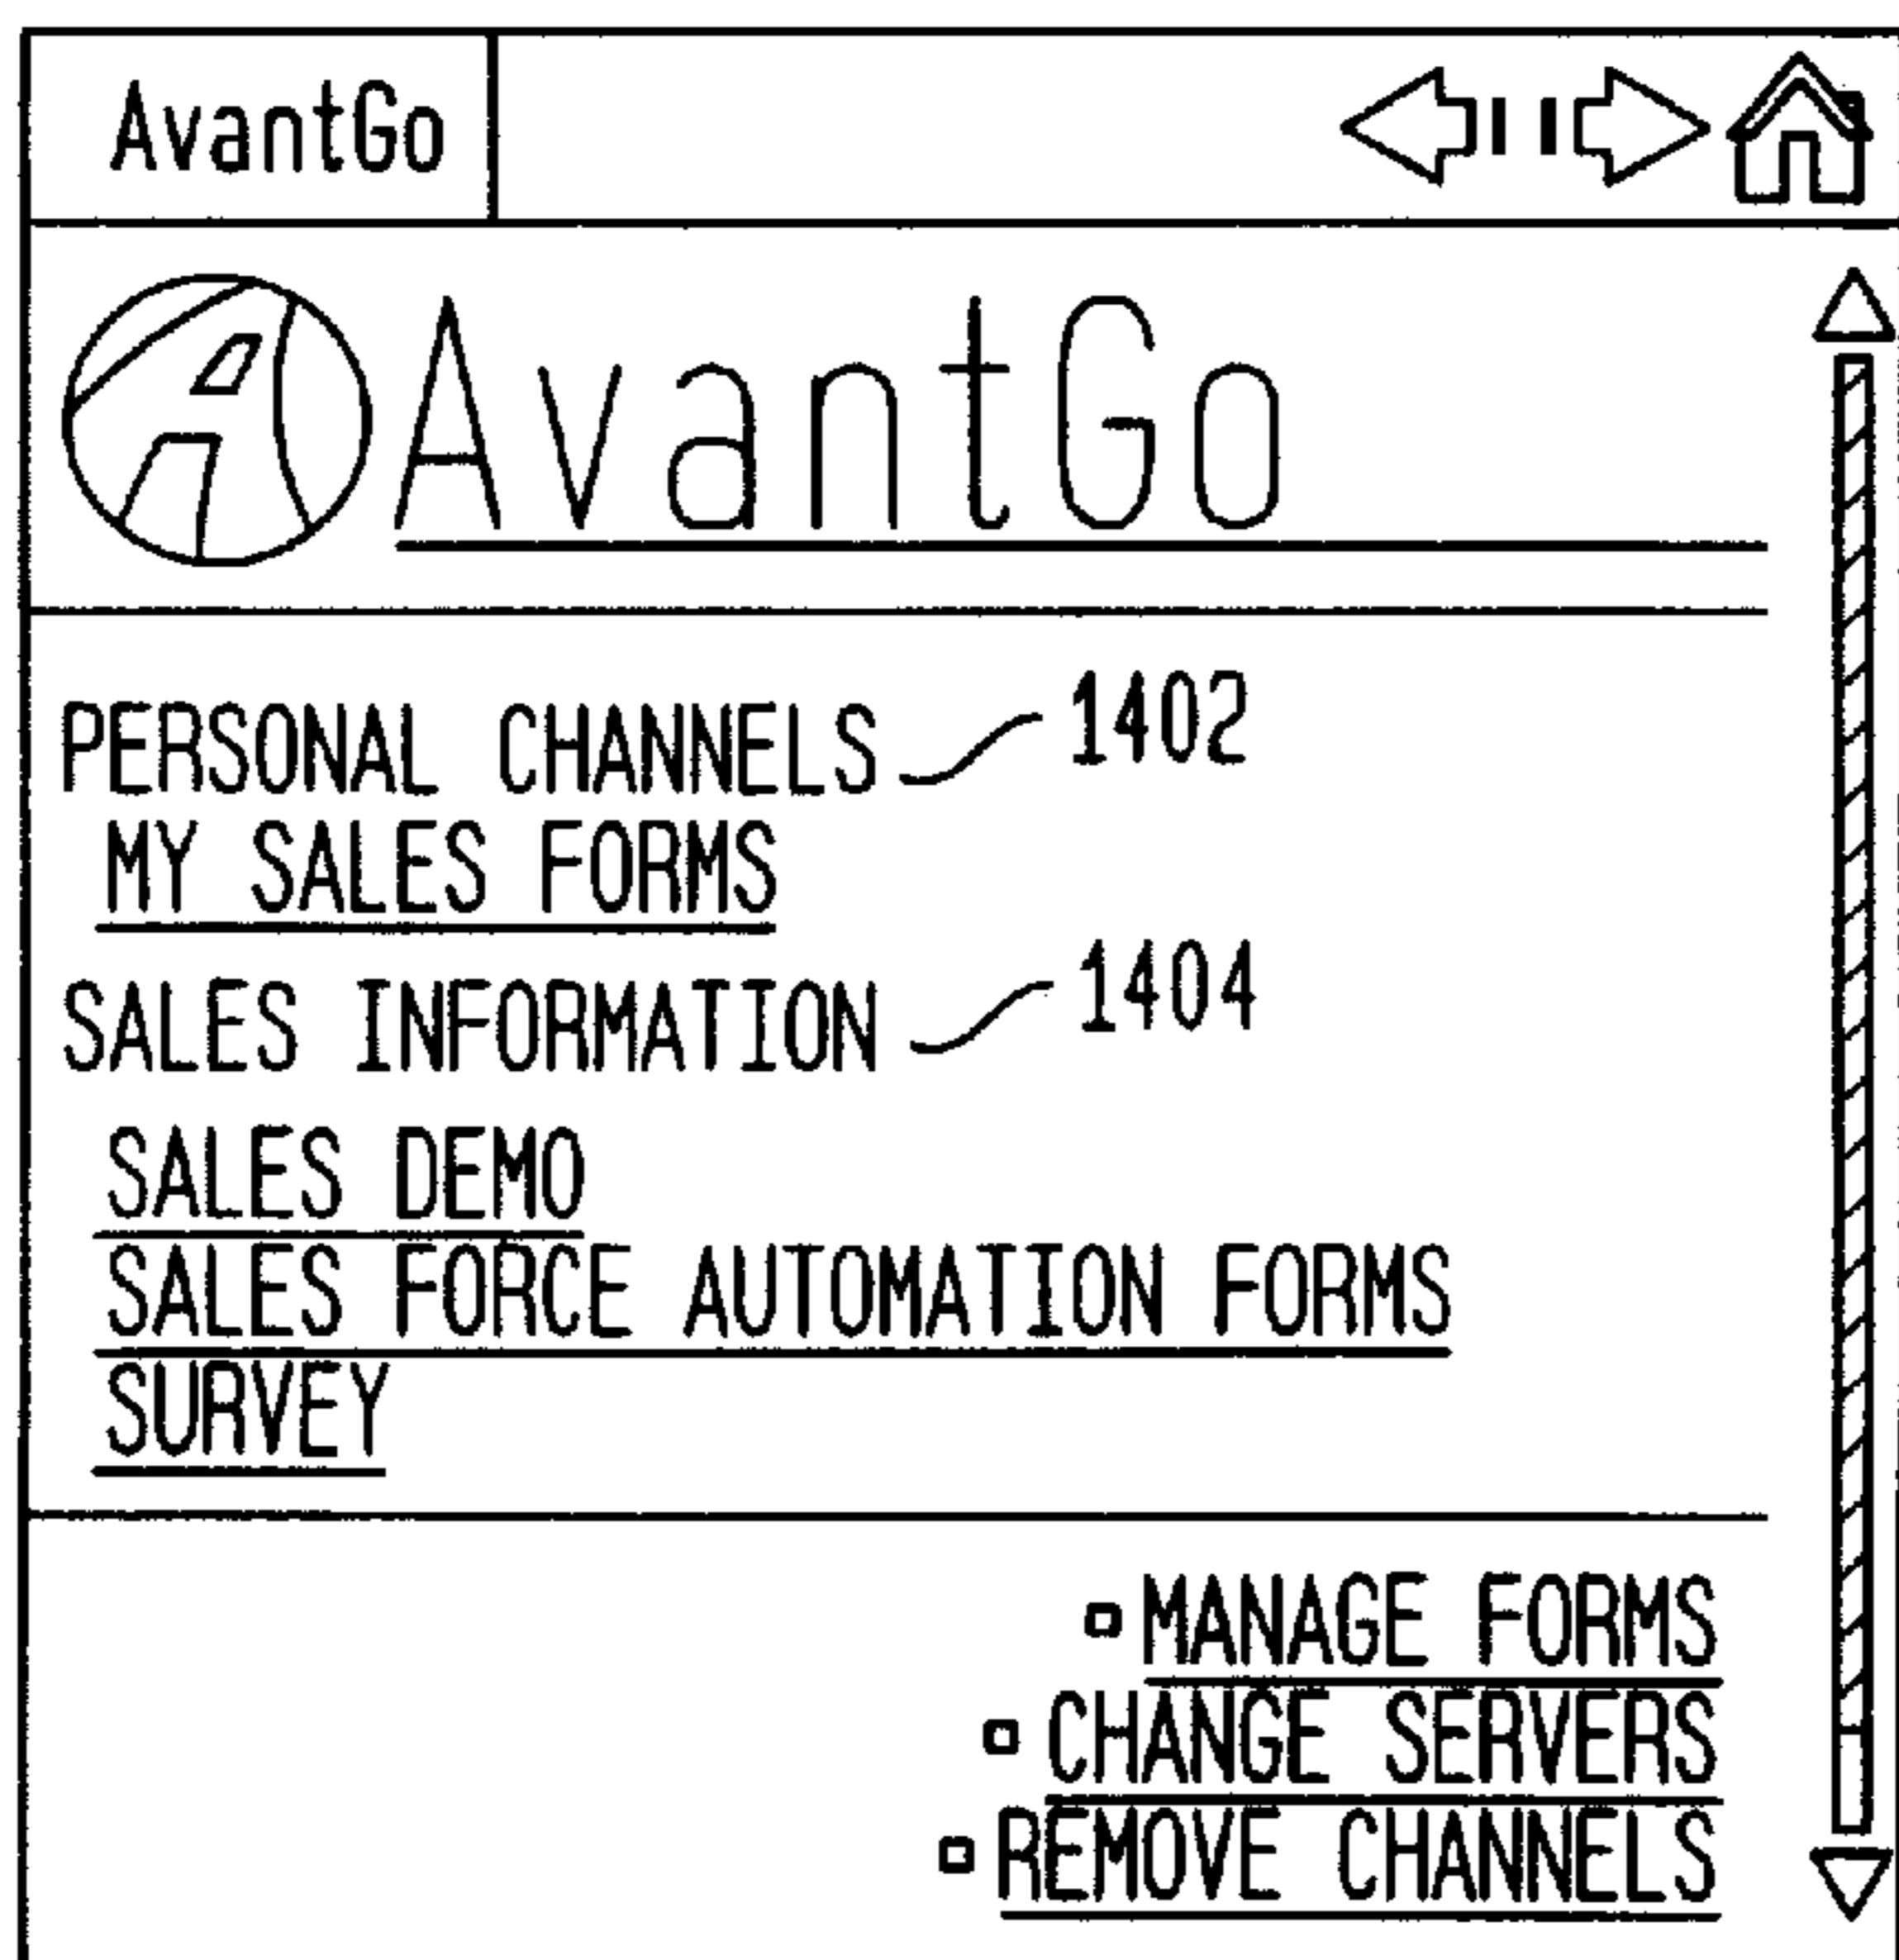 AvantGo
AvantGo
PERSONAL CHANNELS 1402
MY SALES FORMS
SALES INFORMATION 1404
SALES DEMO
SALES FORCE AUTOMATION FORMS
SURVEY
MANAGE FORMS
CHANGE SERVERS
REMOVE CHANNELS